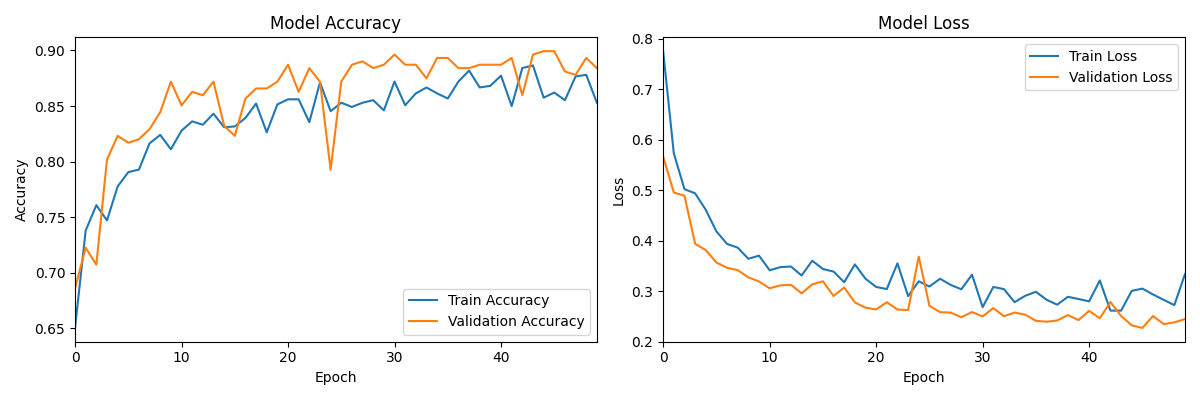 Model Accuracy
0.90
0.85
0.80
0.75
0.70
0.65
Accuracy
0
10
20
30
40
Epoch
Train Accuracy
Validation Accuracy
Model Loss
0.8
0.7
0.6
0.5
0.4
0.3
0.2
Loss
0
10
20
30
40
Epoch
Train Loss
Validation Loss